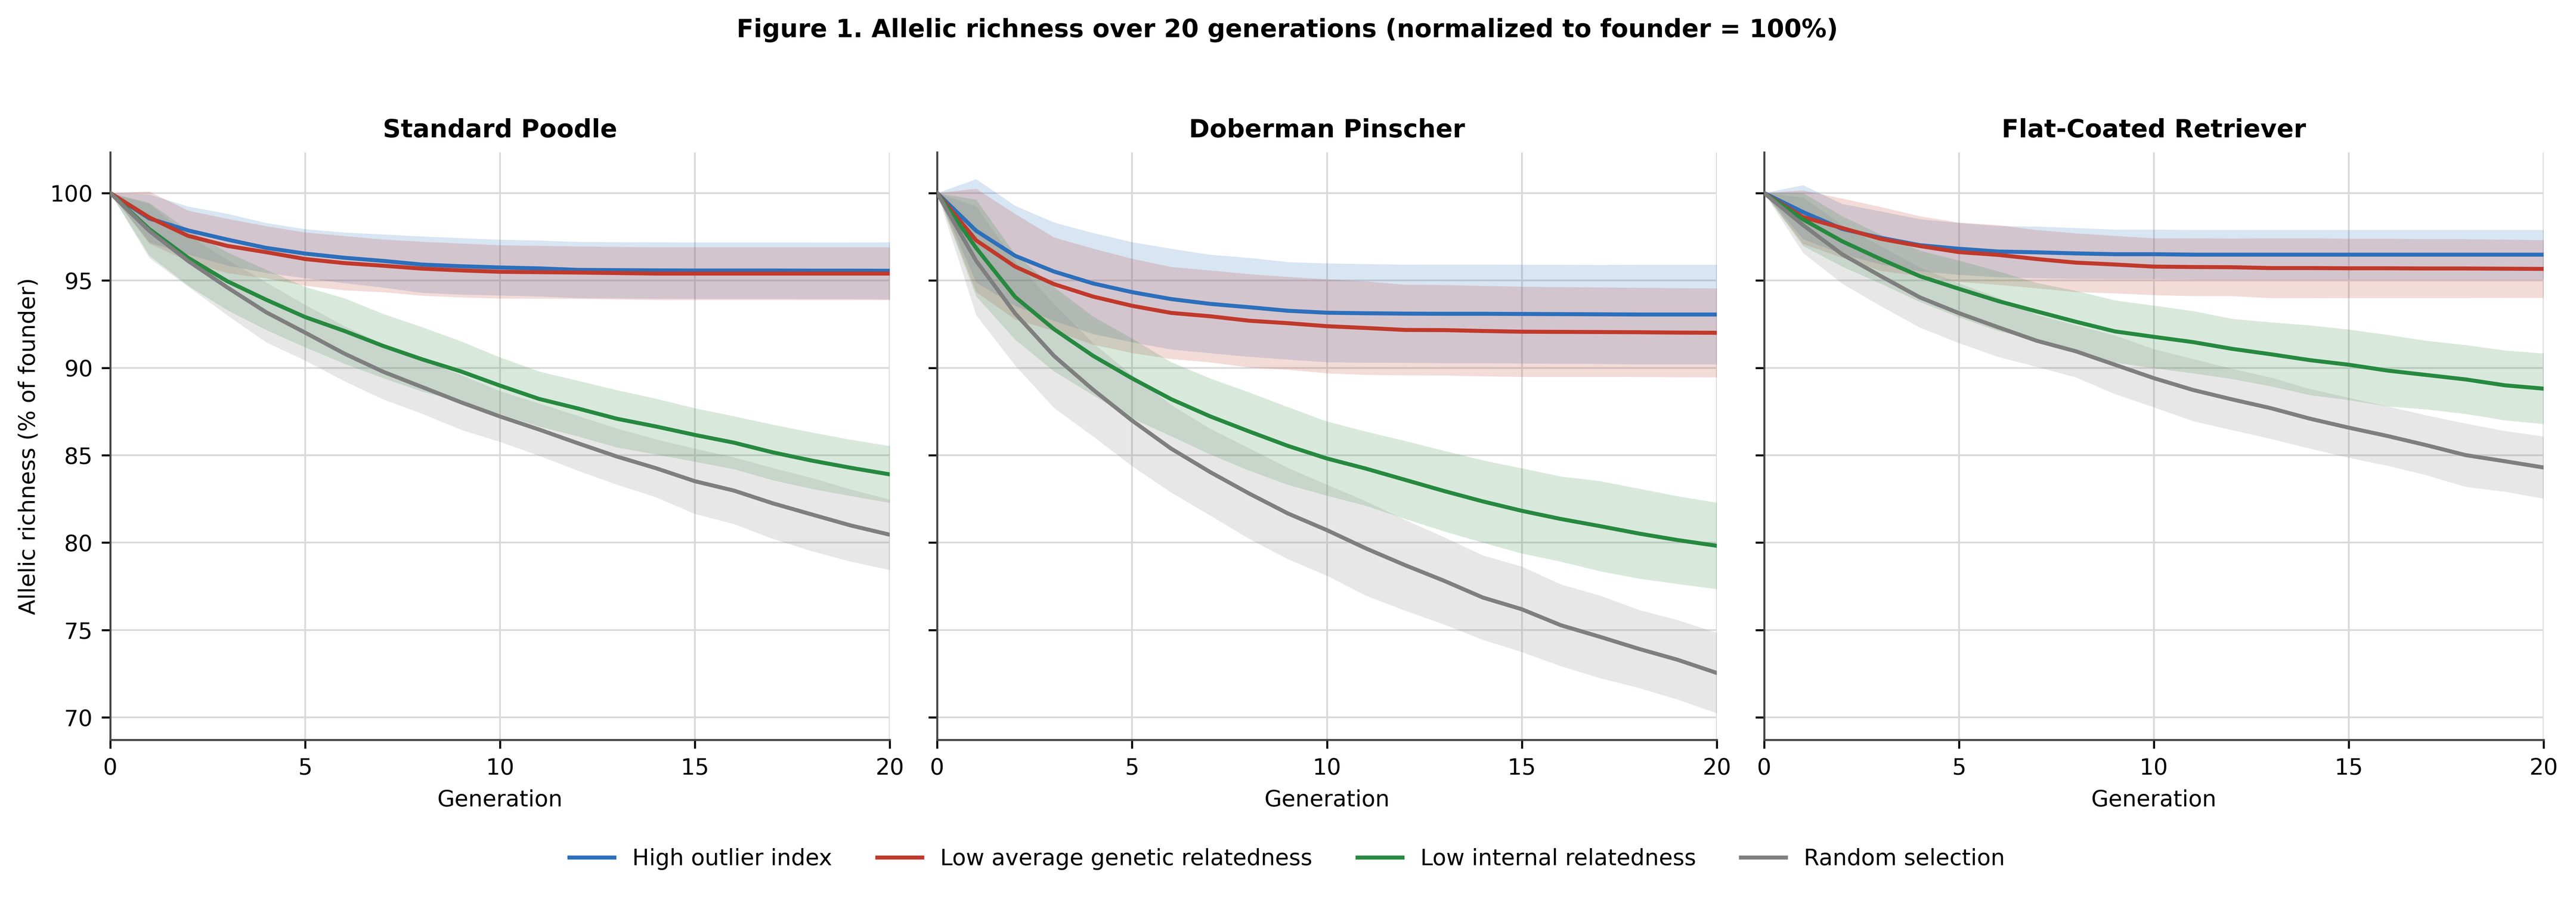 Figure 1. Allelic richness over 20 generations (normalized to founder = 100%)
Standard Poodle
Doberman Pinscher
Flat-Coated Retriever
Allelic richness (% of founder)
100
95
90
85
80
75
70
0 5 10 15 20
0 5 10 15 20
0 5 10 15 20
Generation
Generation
Generation
High outlier index
Low average genetic relatedness
Low internal relatedness
Random selection